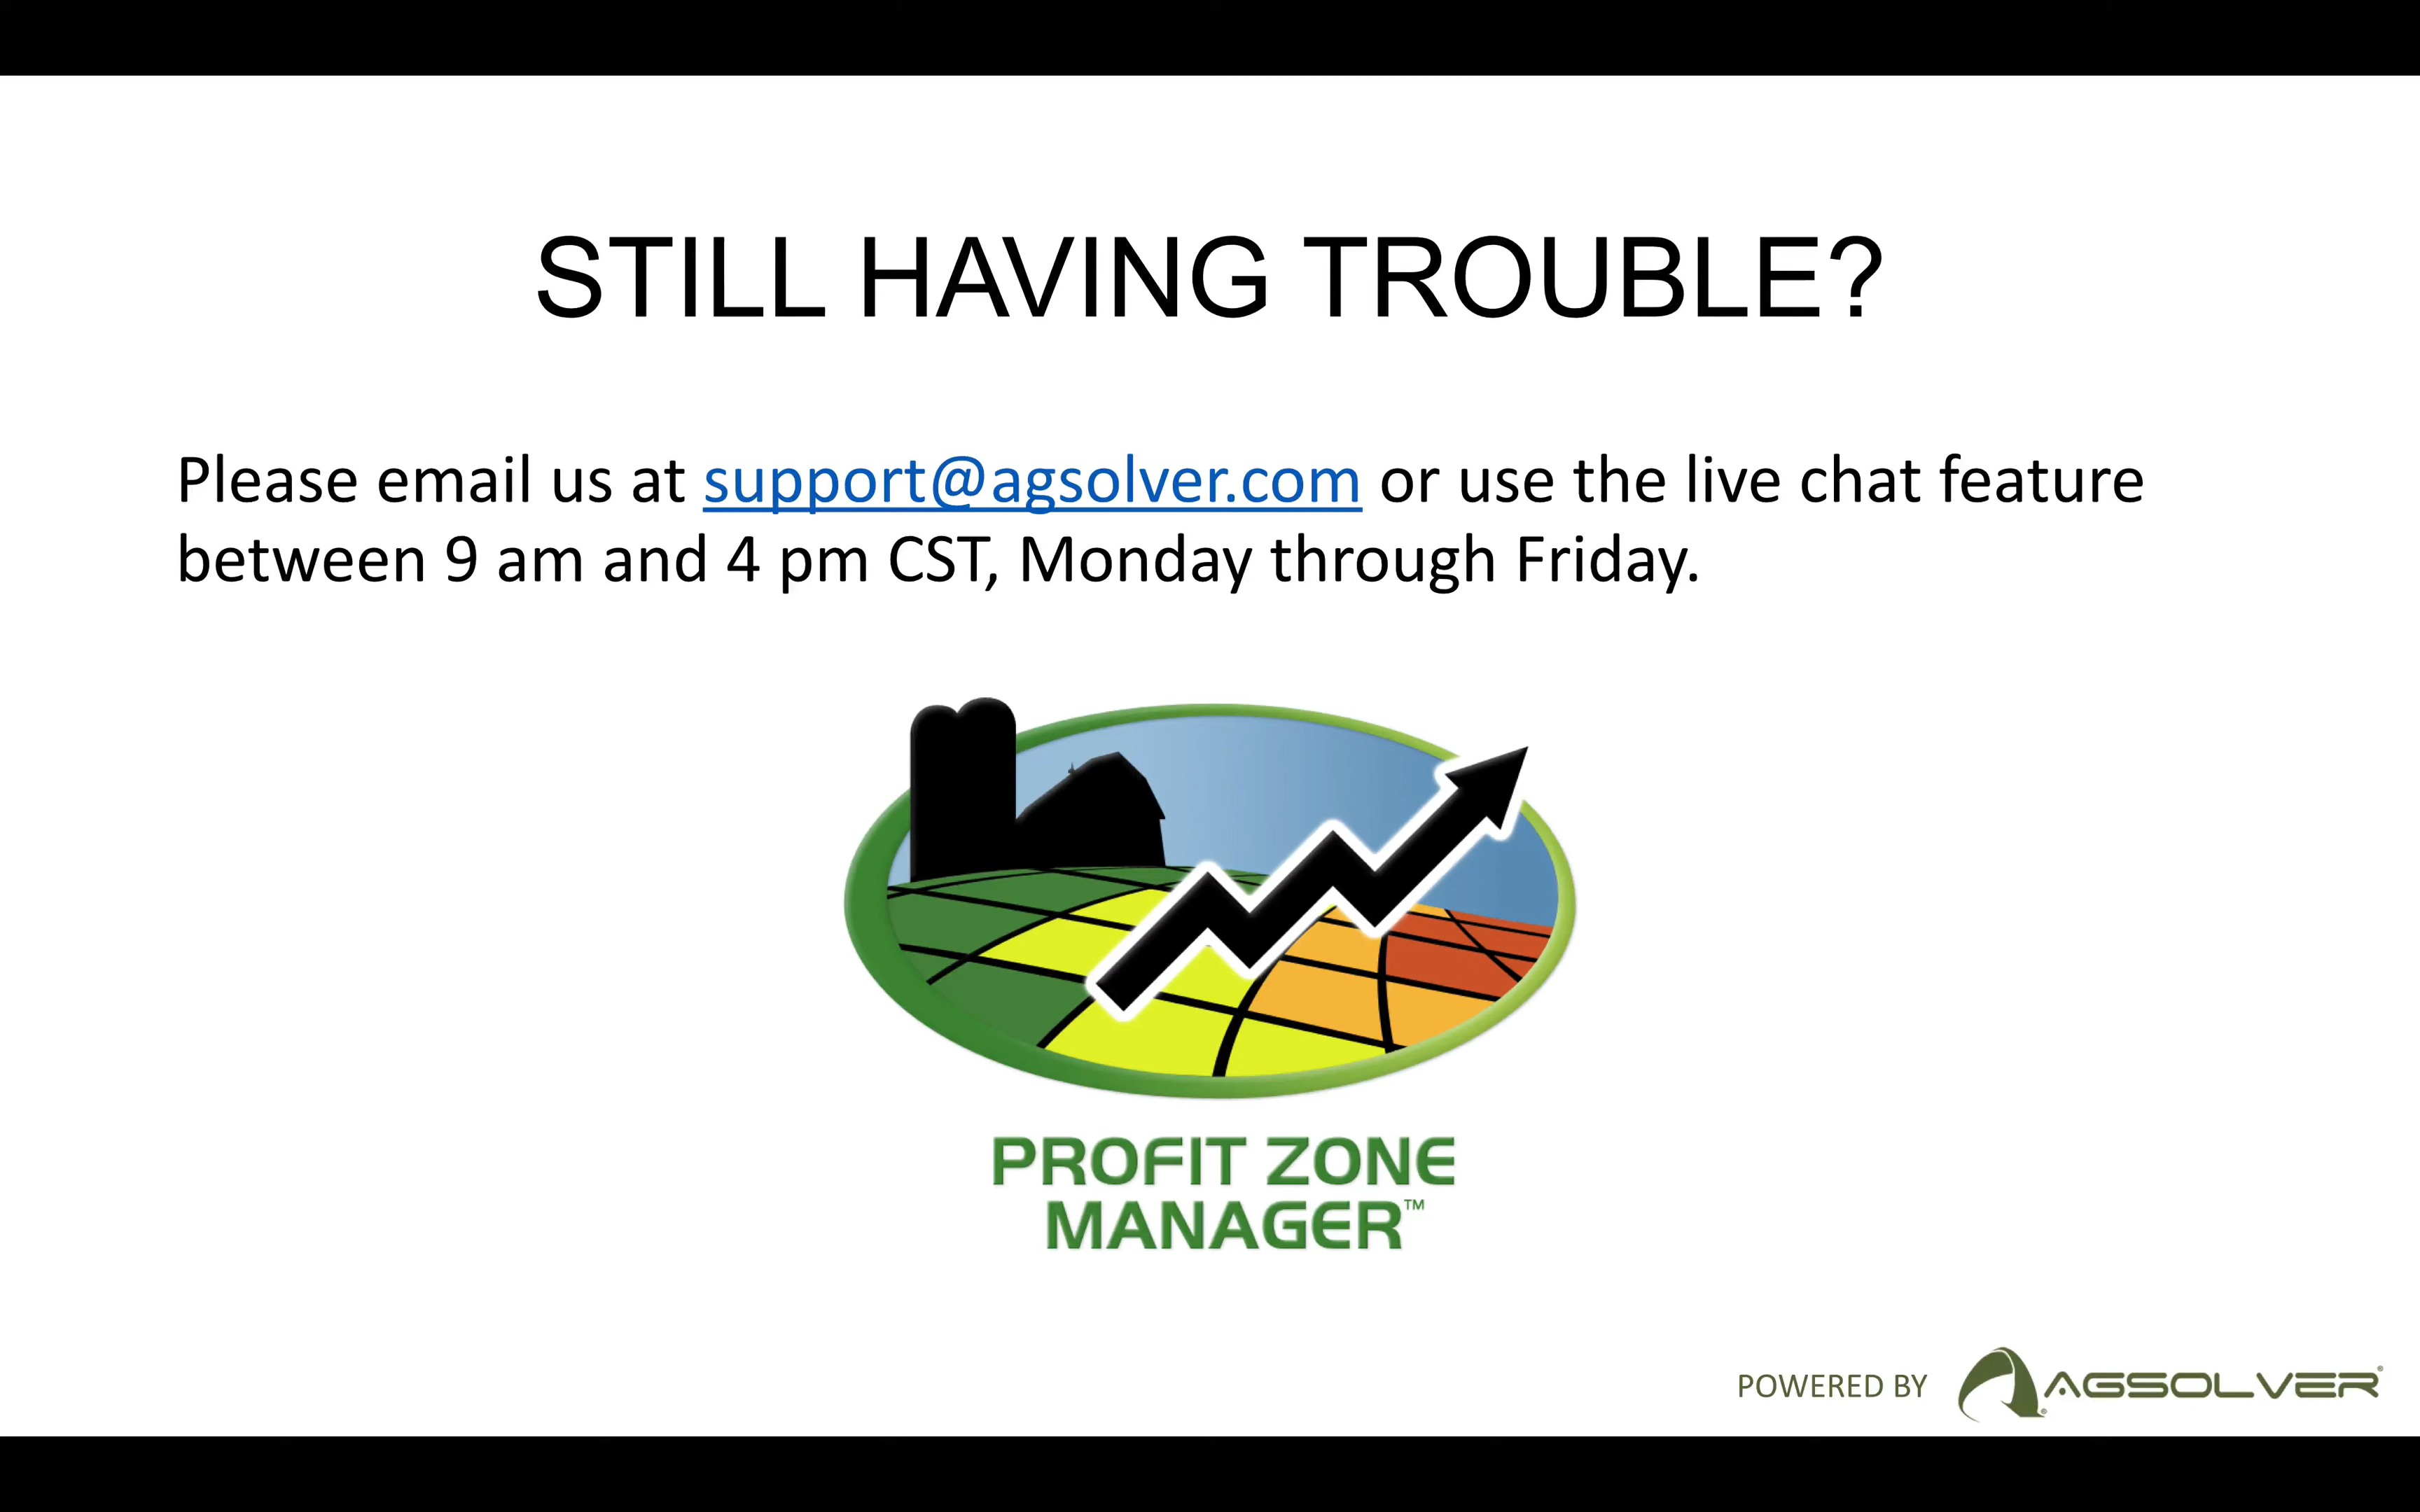 STILL HAVING TROUBLE?
Please email us at support@agsolver.com or use the live chat feature
between 9 am and 4 pm CST, Monday through Friday.
PROFIT ZONE
MANAGER™
POWERED BY AGSOLVER®